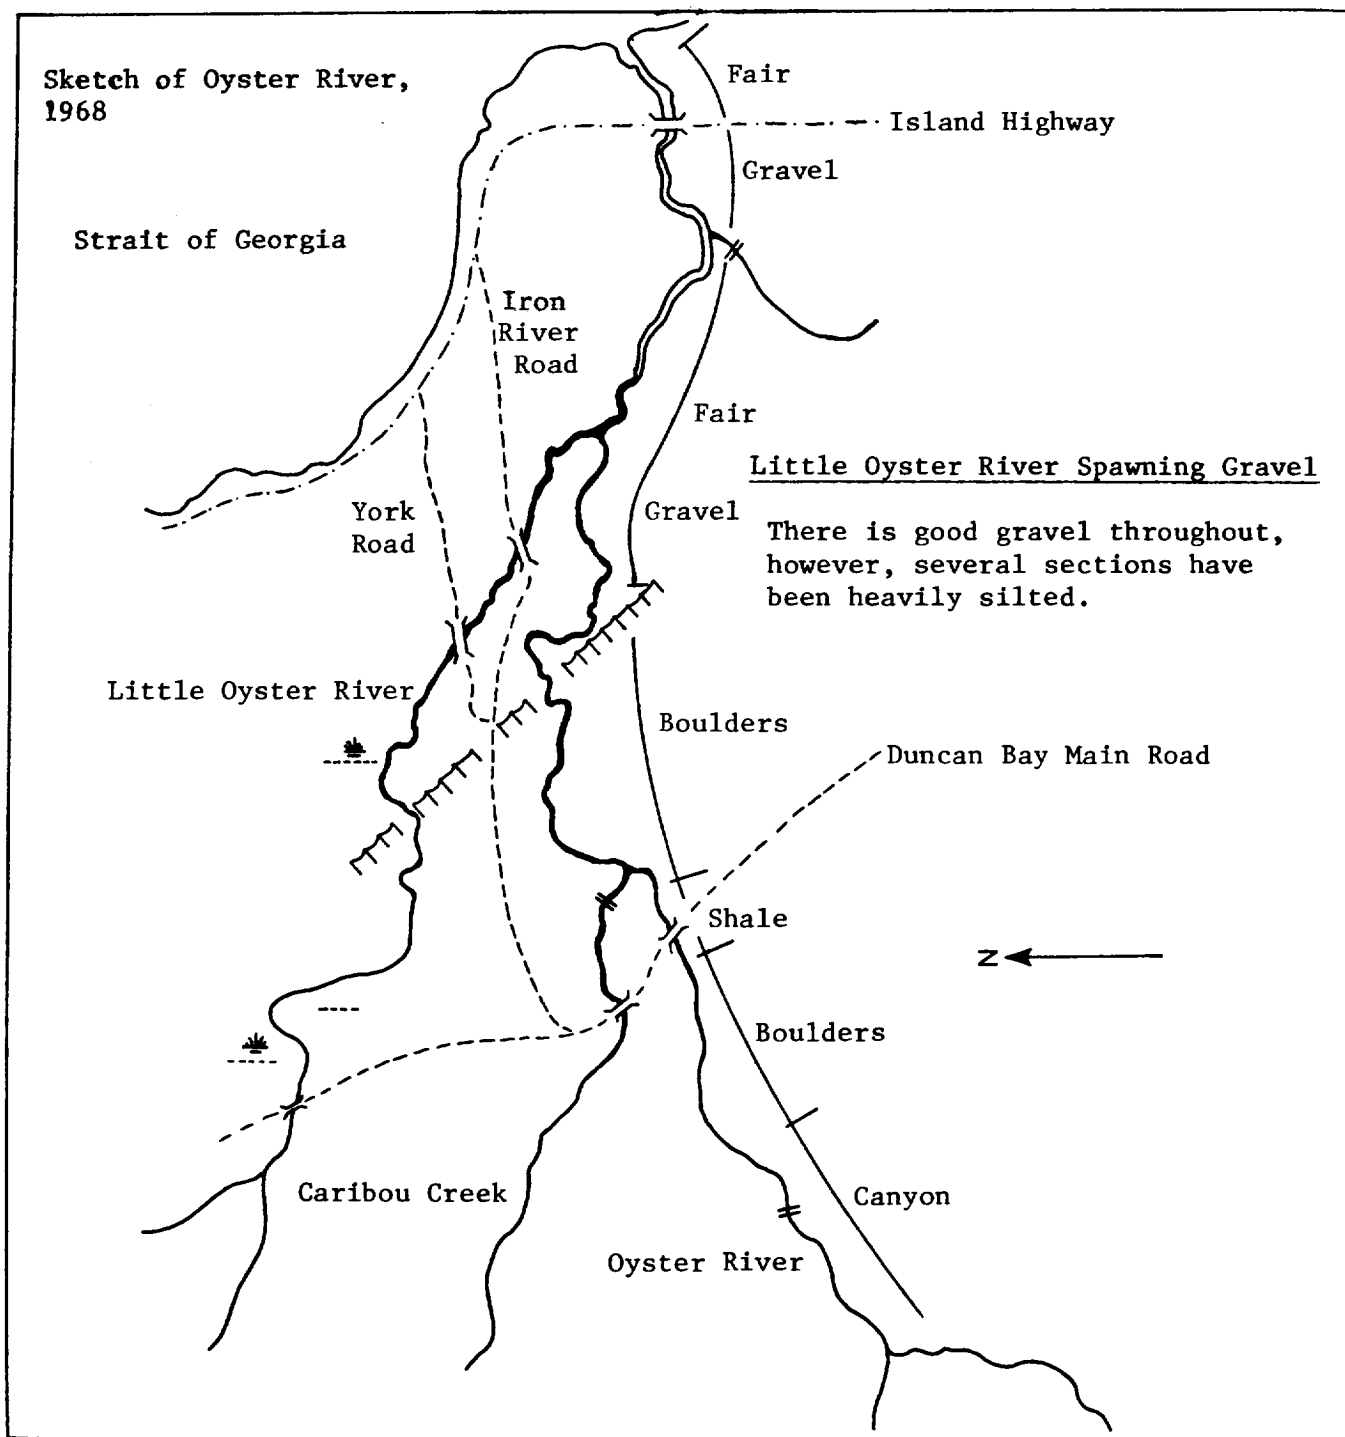 Sketch of Oyster River,
1968
Fair
Island Highway
Gravel
Strait of Georgia
Iron
River
Road
Fair
Little Oyster River Spawning Gravel
York
Road
Gravel
There is good gravel throughout,
however, several sections have
been heavily silted.
Little Oyster River
Boulders
Duncan Bay Main Road
Shale
N
Boulders
Caribou Creek
Canyon
Oyster River